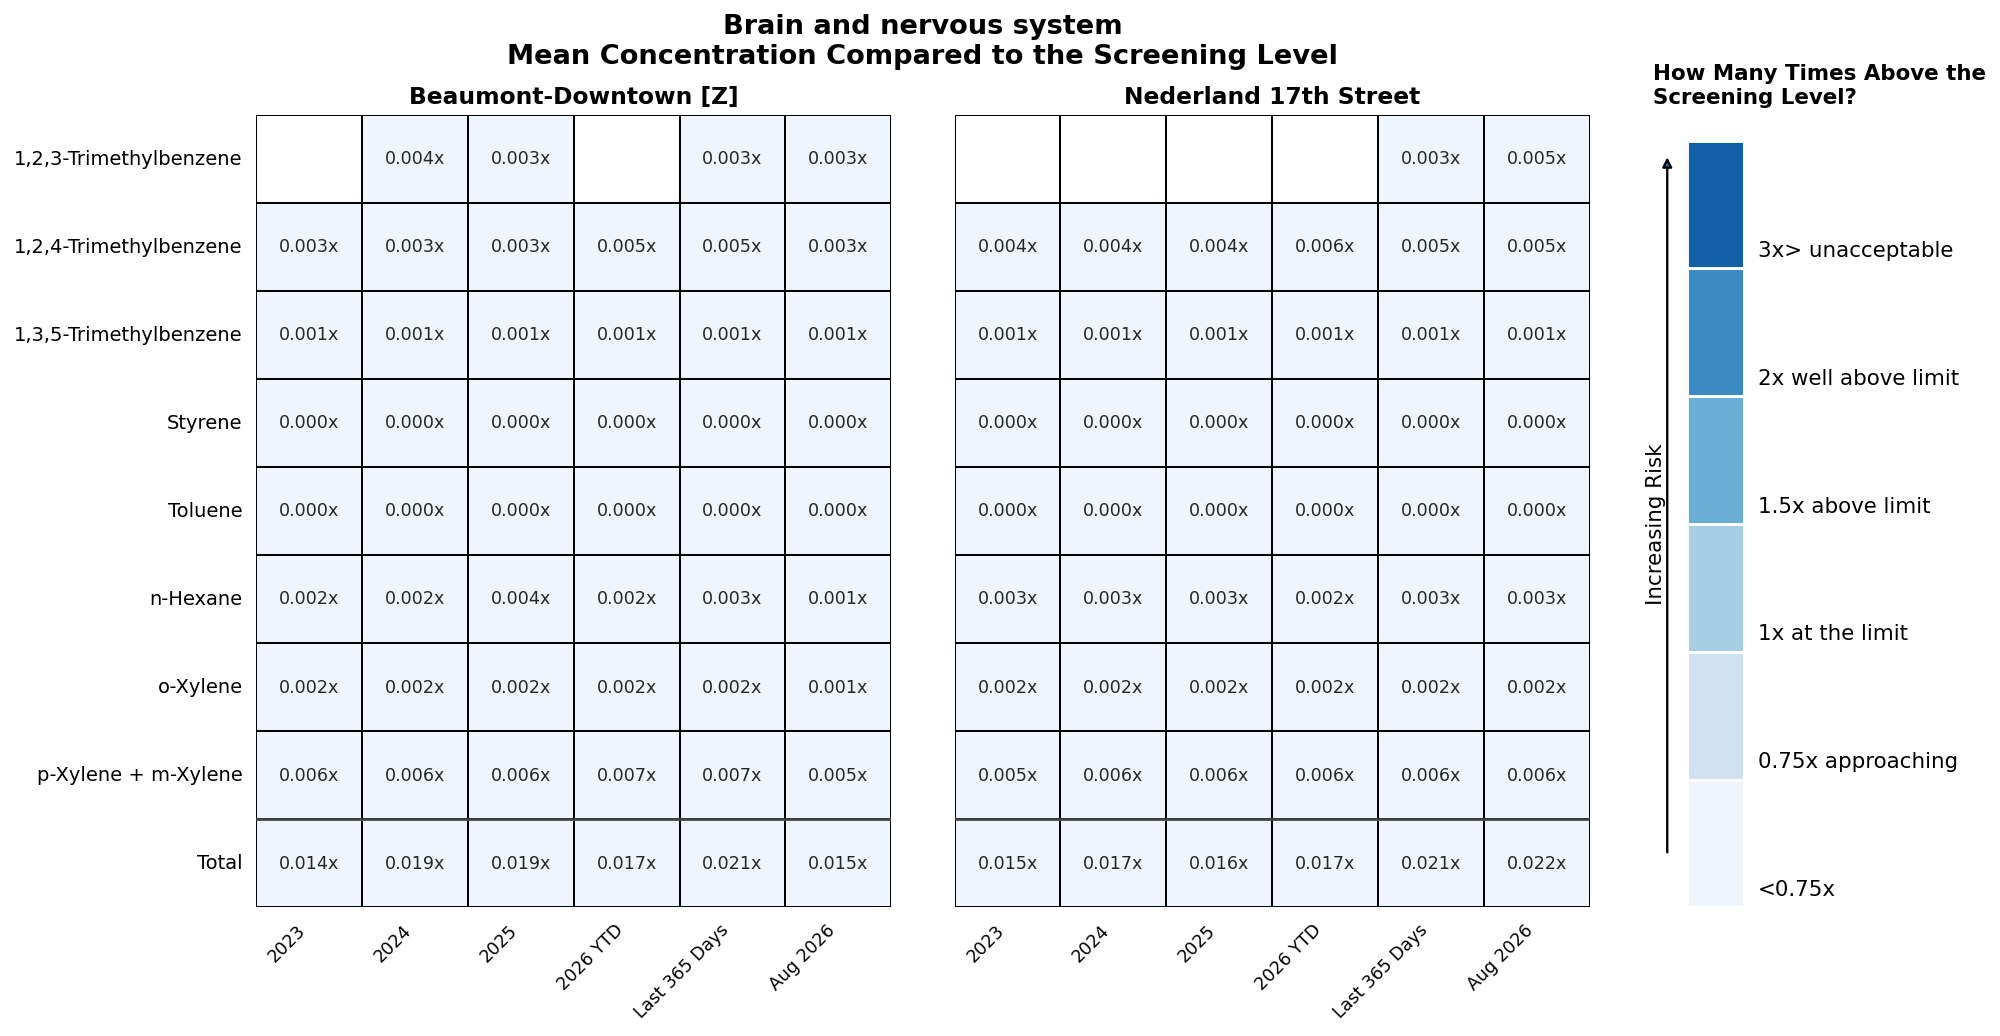 Brain and nervous system
Mean Concentration Compared to the Screening Level
Beaumont-Downtown [Z]
Nederland 17th Street
How Many Times Above the
Screening Level?
1,2,3-Trimethylbenzene 0.004x 0.003x 0.003x 0.003x 0.003x 0.005x
1,2,4-Trimethylbenzene 0.003x 0.003x 0.003x 0.005x 0.005x 0.003x 0.004x 0.004x 0.004x 0.006x 0.005x 0.005x
1,3,5-Trimethylbenzene 0.001x 0.001x 0.001x 0.001x 0.001x 0.001x 0.001x 0.001x 0.001x 0.001x 0.001x 0.001x
Styrene 0.000x 0.000x 0.000x 0.000x 0.000x 0.000x 0.000x 0.000x 0.000x 0.000x 0.000x 0.000x
Toluene 0.000x 0.000x 0.000x 0.000x 0.000x 0.000x 0.000x 0.000x 0.000x 0.000x 0.000x 0.000x
n-Hexane 0.002x 0.002x 0.004x 0.002x 0.003x 0.001x 0.003x 0.003x 0.003x 0.002x 0.003x 0.003x
o-Xylene 0.002x 0.002x 0.002x 0.002x 0.002x 0.001x 0.002x 0.002x 0.002x 0.002x 0.002x 0.002x
p-Xylene + m-Xylene 0.006x 0.006x 0.006x 0.007x 0.007x 0.005x 0.005x 0.006x 0.006x 0.006x 0.006x 0.006x
Total 0.014x 0.019x 0.019x 0.017x 0.021x 0.015x 0.015x 0.017x 0.016x 0.017x 0.021x 0.022x
2023 2024 2025 2026 YTD Last 365 Days Aug 2026 2023 2024 2025 2026 YTD Last 365 Days Aug 2026
Increasing Risk
3x> unacceptable
2x well above limit
1.5x above limit
1x at the limit
0.75x approaching
<0.75x